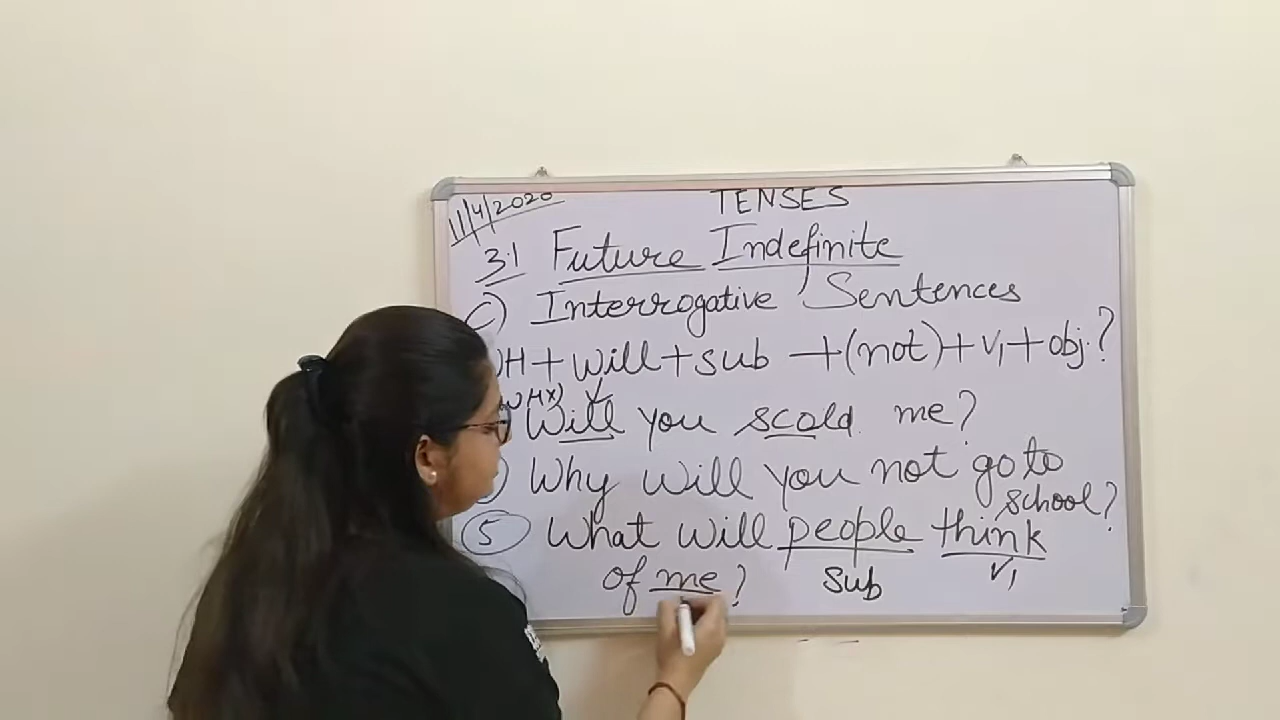 11/4/2020
TENSES
3.1 Future Indefinite
C) Interrogative Sentences
WH + will + sub + (not) + V1 + obj.?
Will you scold me?
Why will you not go to
school?
5 What will people think
sub V1
of me?